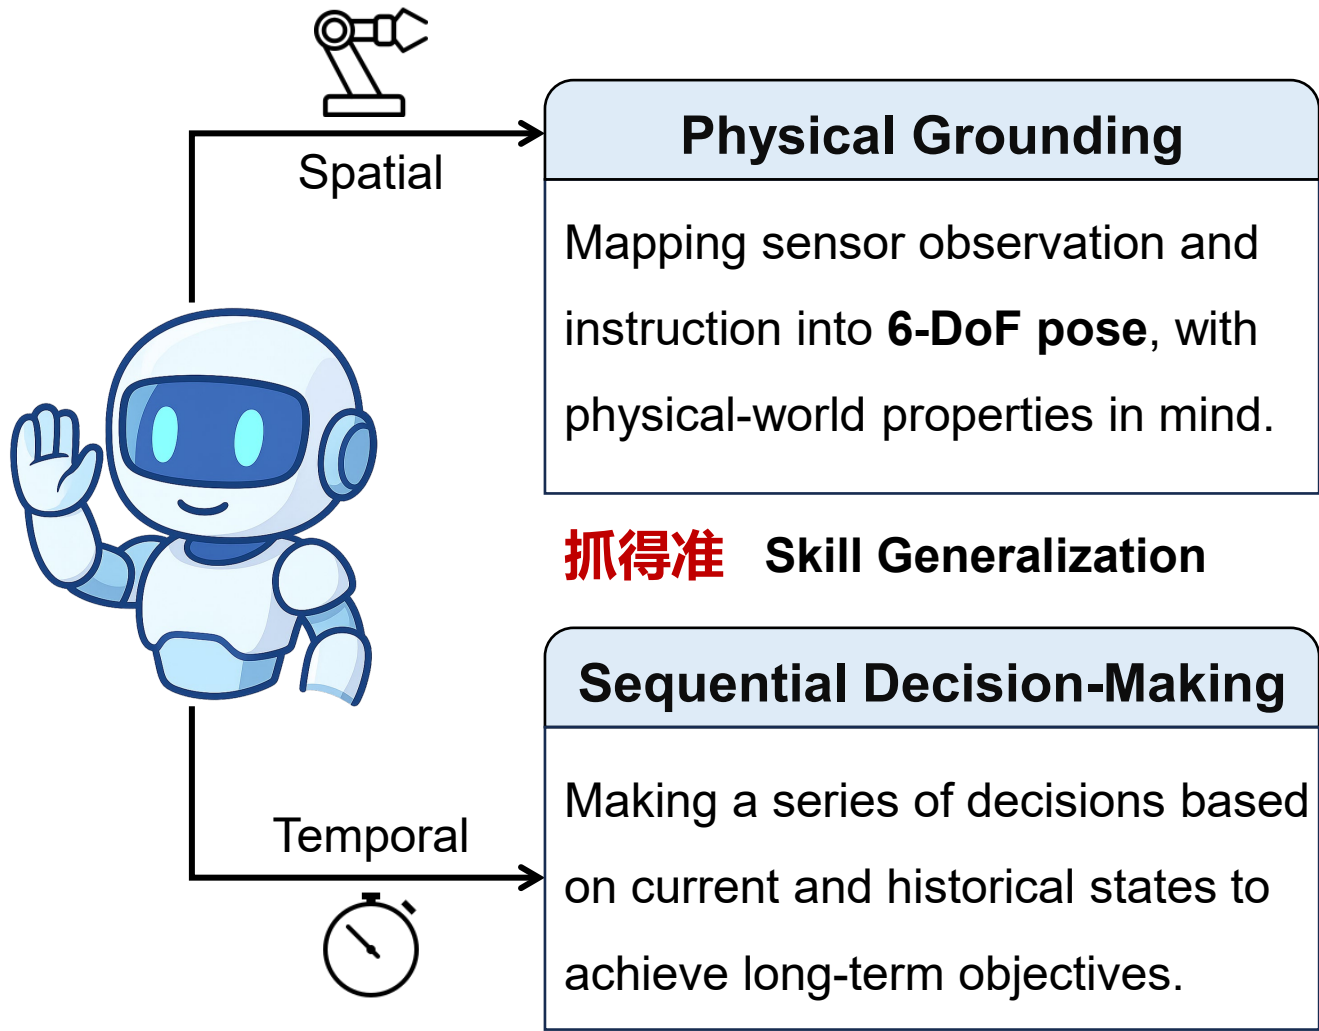 Spatial
Physical Grounding
Mapping sensor observation and
instruction into 6-DoF pose, with
physical-world properties in mind.
抓得准 Skill Generalization
Temporal
Sequential Decision-Making
Making a series of decisions based
on current and historical states to
achieve long-term objectives.